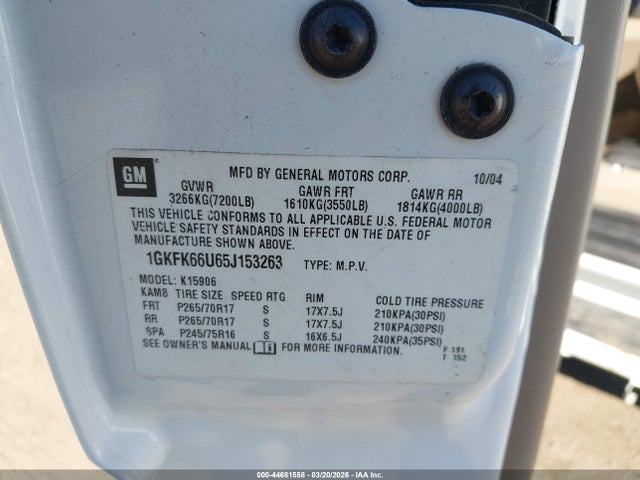 GM
MFD BY GENERAL MOTORS CORP. 10/04
GVWR GAWR FRT GAWR RR
3266KG(7200LB) 1610KG(3550LB) 1814KG(4000LB)
THIS VEHICLE CONFORMS TO ALL APPLICABLE U.S. FEDERAL MOTOR
VEHICLE SAFETY STANDARDS IN EFFECT ON THE DATE OF
MANUFACTURE SHOWN ABOVE.
1GKFK66U65J153263 TYPE: M.P.V.
MODEL: K15906
KAM8 TIRE SIZE SPEED RTG RIM COLD TIRE PRESSURE
FRT P265/70R17 S 17X7.5J 210KPA(30PSI)
RR P265/70R17 S 17X7.5J 210KPA(30PSI)
SPA P245/75R16 S 16X6.5J 240KPA(35PSI)
SEE OWNER'S MANUAL FOR MORE INFORMATION. F 191
T 152
000-44681558 - 03/20/2026 - IAAI.COM